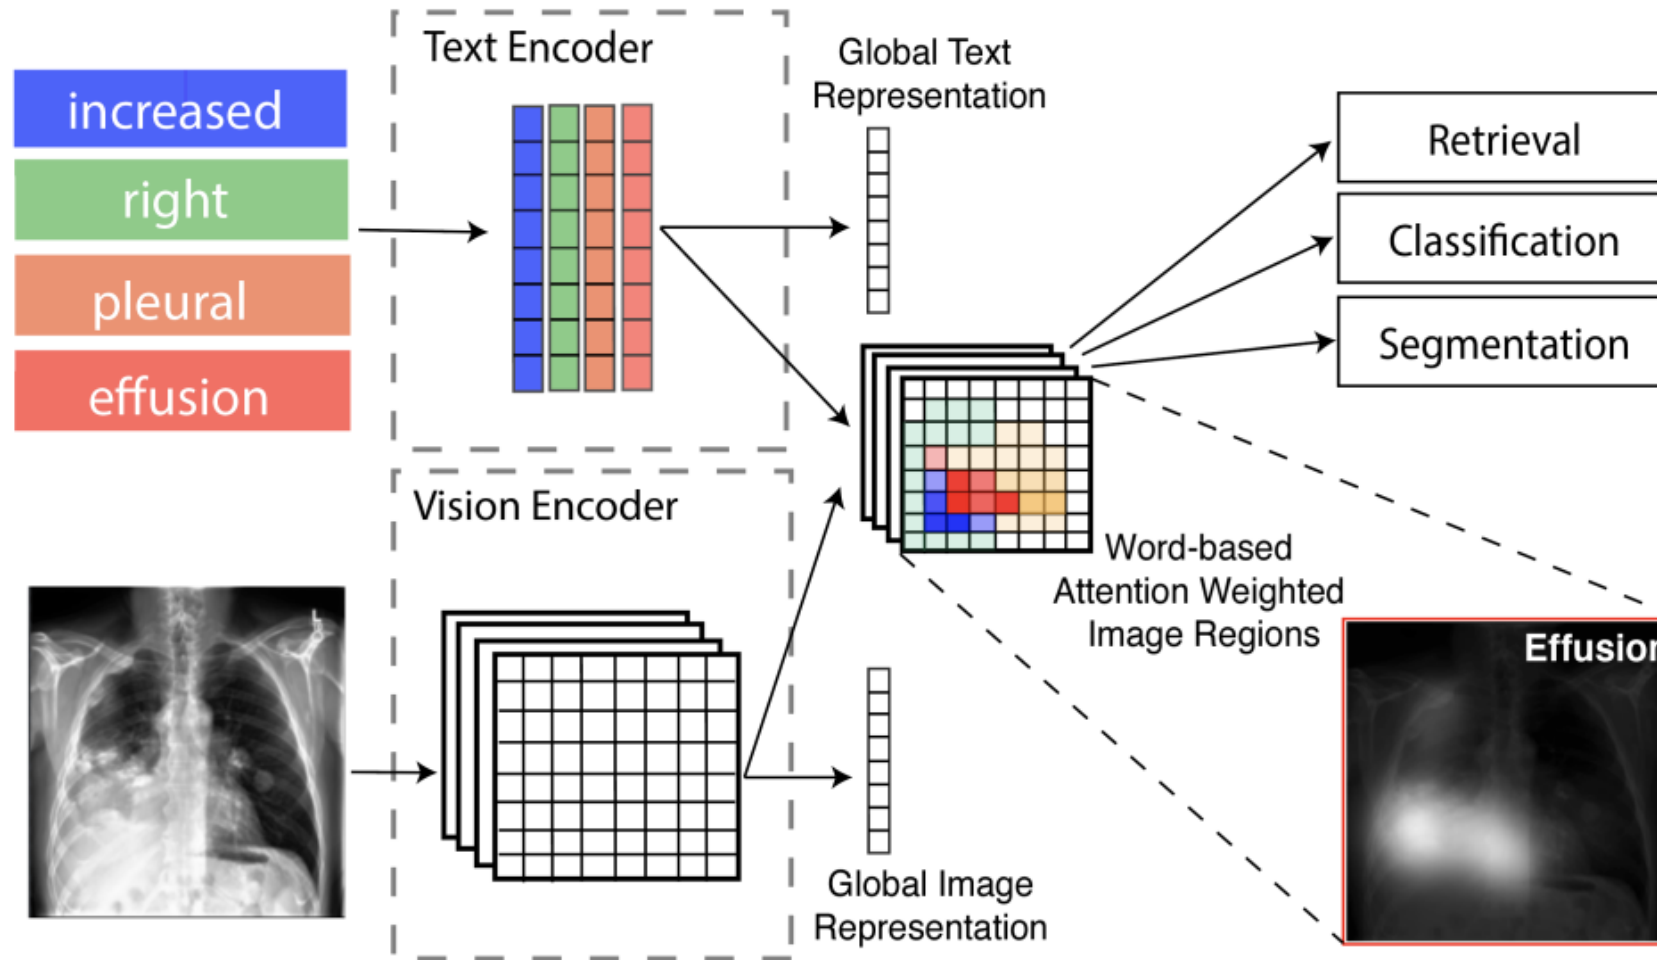 increased
right
pleural
effusion
Text Encoder
Global Text
Representation
Retrieval
Classification
Segmentation
Vision Encoder
Word-based
Attention Weighted
Image Regions
L
Global Image
Representation
Effusion